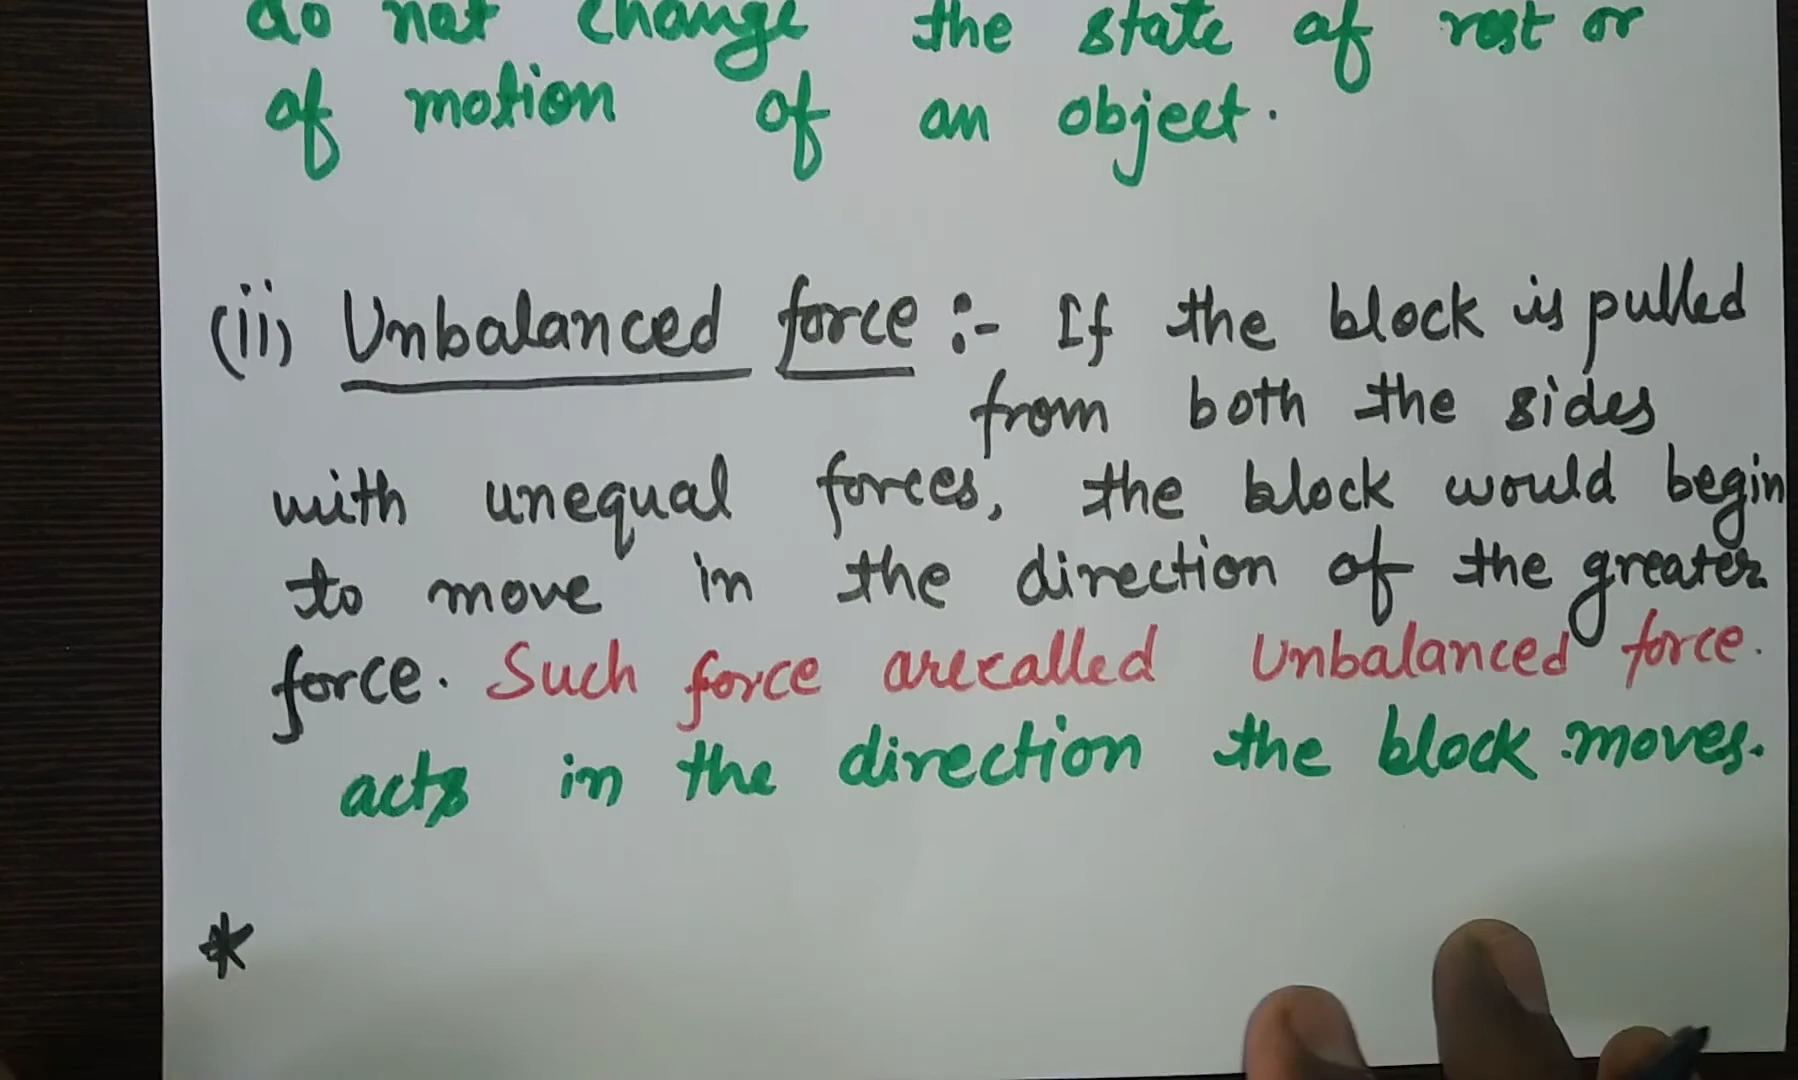 do not change the state of rest or
of motion of an object.
(ii) Unbalanced force :- If the block is pulled
from both the sides
with unequal forces, the block would begin
to move in the direction of the greater
force. Such force are called Unbalanced force.
acts in the direction the block moves.
*